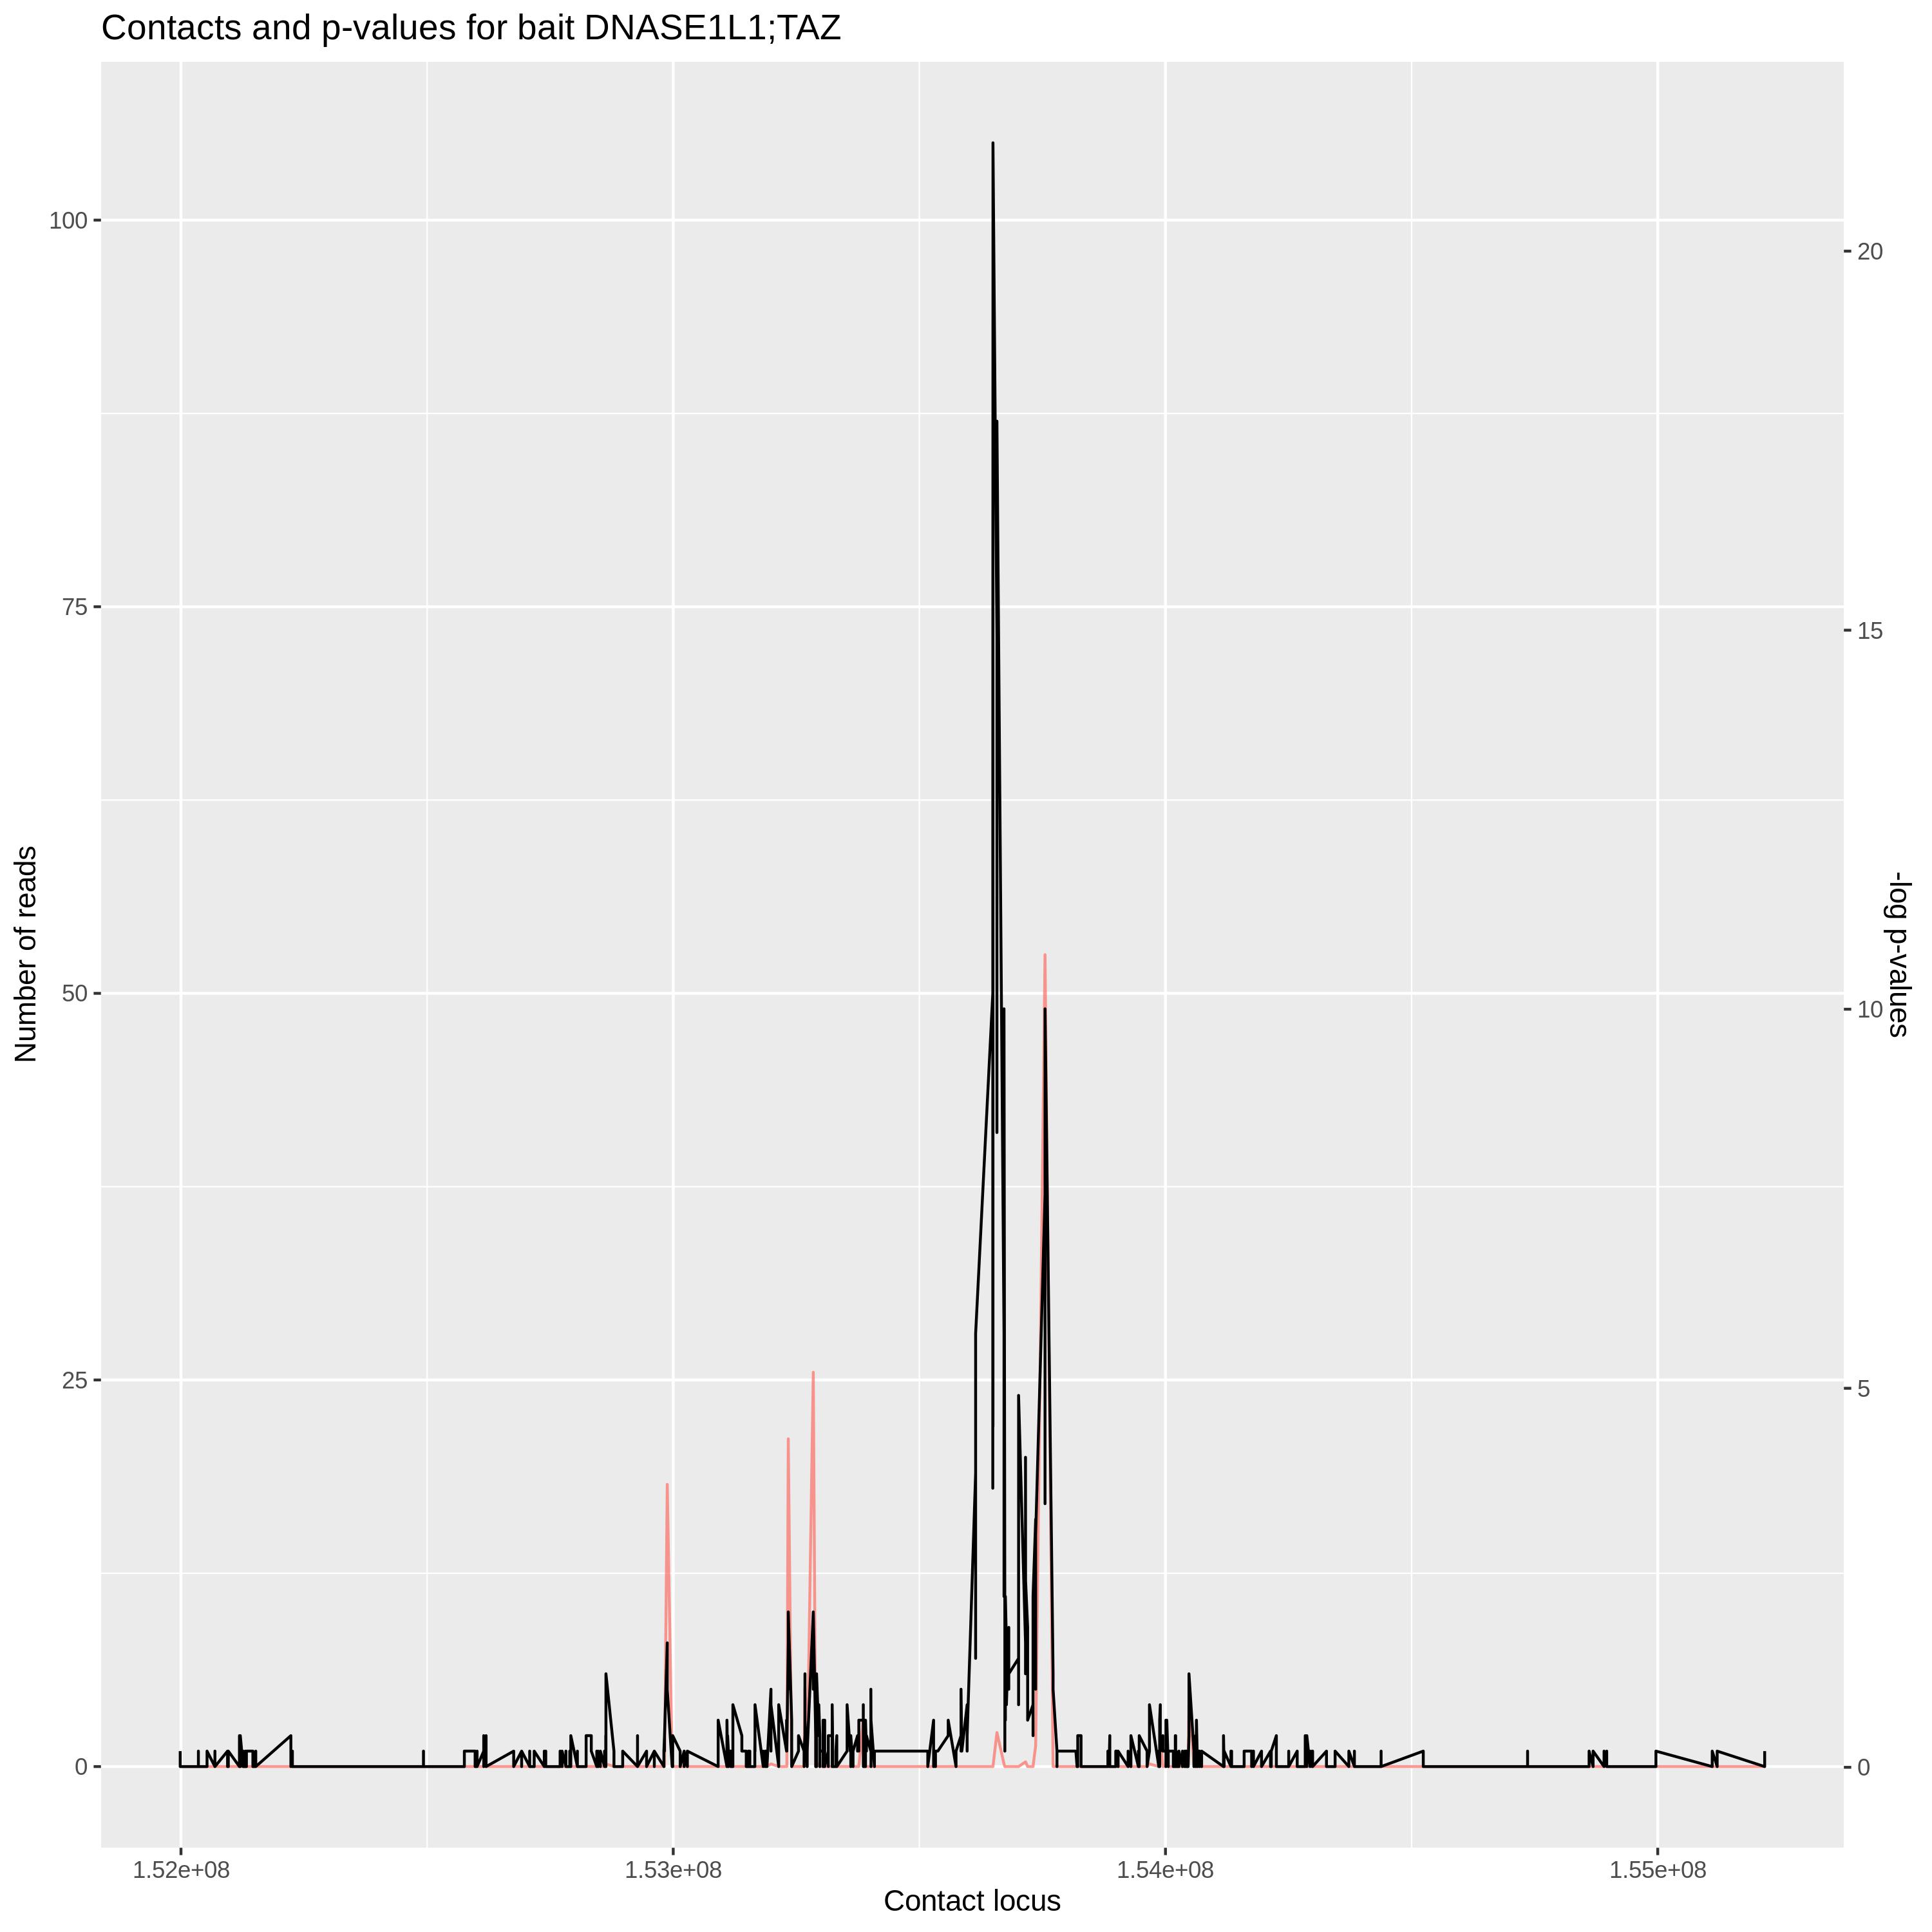 Contacts and p-values for bait DNASE1L1;TAZ
100
75
50
25
0
Number of reads
20
15
10
5
0
-log p-values
1.52e+08 1.53e+08 1.54e+08 1.55e+08
Contact locus